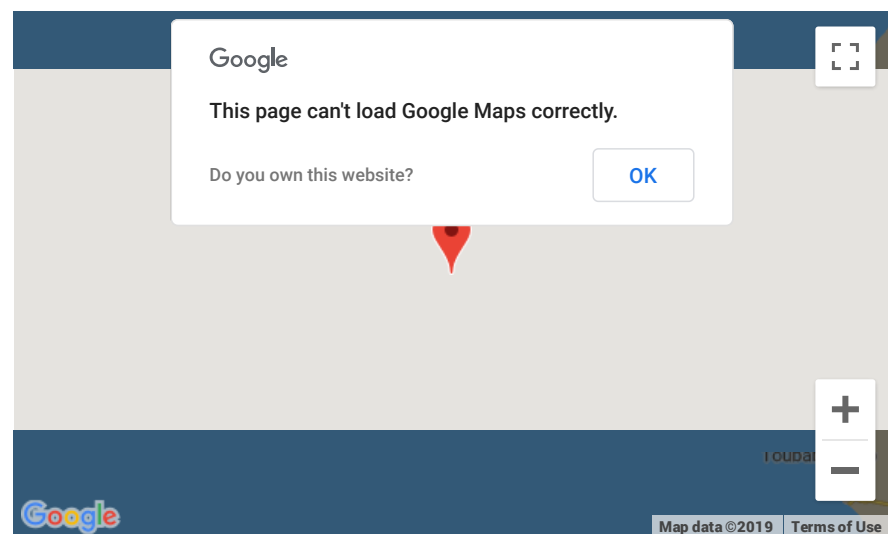 Google
This page can't load Google Maps correctly.
Do you own this website?
OK
Google
Map data ©2019
Terms of Use